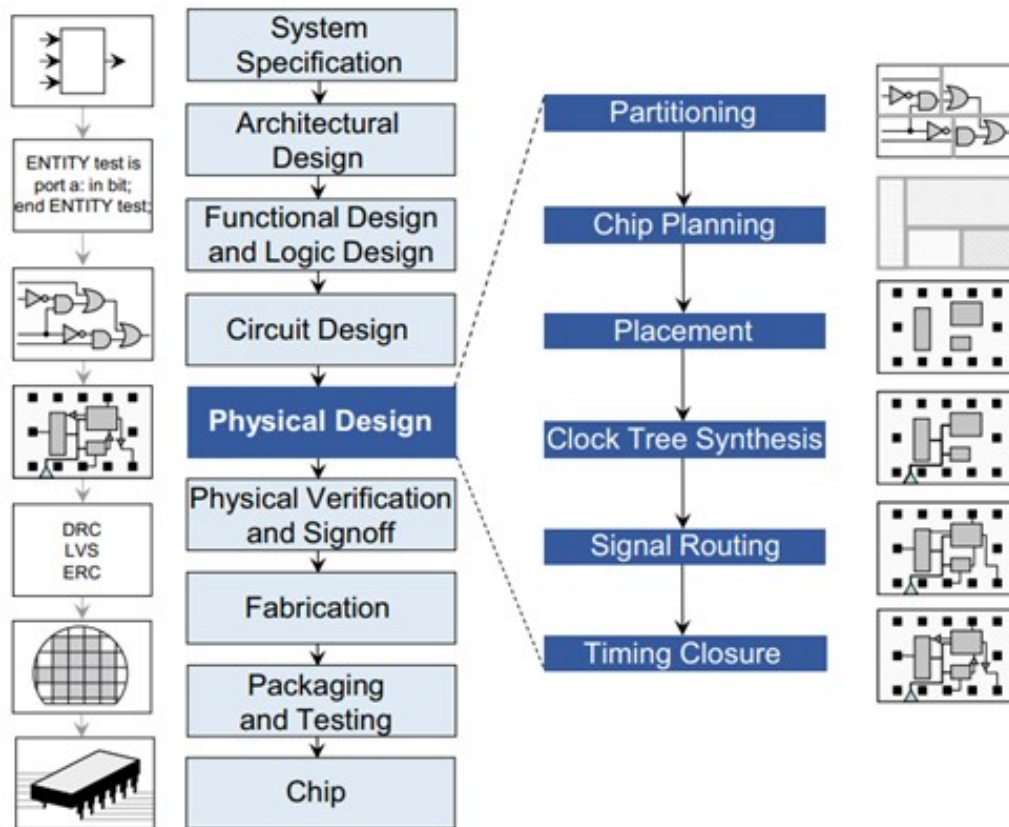 ENTITY test is
port a: in bit;
end ENTITY test;
DRC
LVS
ERC
System
Specification
Architectural
Design
Functional Design
and Logic Design
Circuit Design
Physical Design
Physical Verification
and Signoff
Fabrication
Packaging
and Testing
Chip
Partitioning
Chip Planning
Placement
Clock Tree Synthesis
Signal Routing
Timing Closure